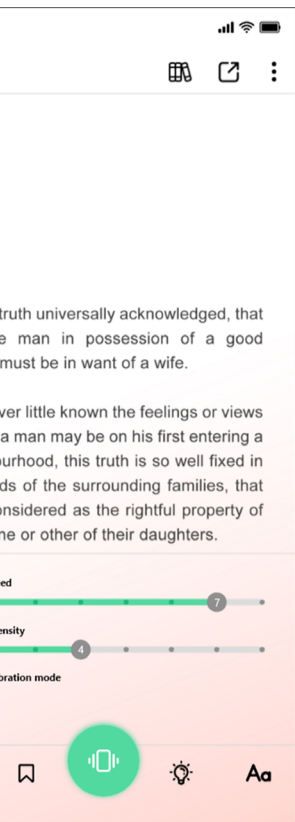 truth universally acknowledged, that
e man in possession of a good
must be in want of a wife.
ver little known the feelings or views
a man may be on his first entering a
urhood, this truth is so well fixed in
ds of the surrounding families, that
onsidered as the rightful property of
ne or other of their daughters.
eed
7
ensity
4
bration mode
Aa